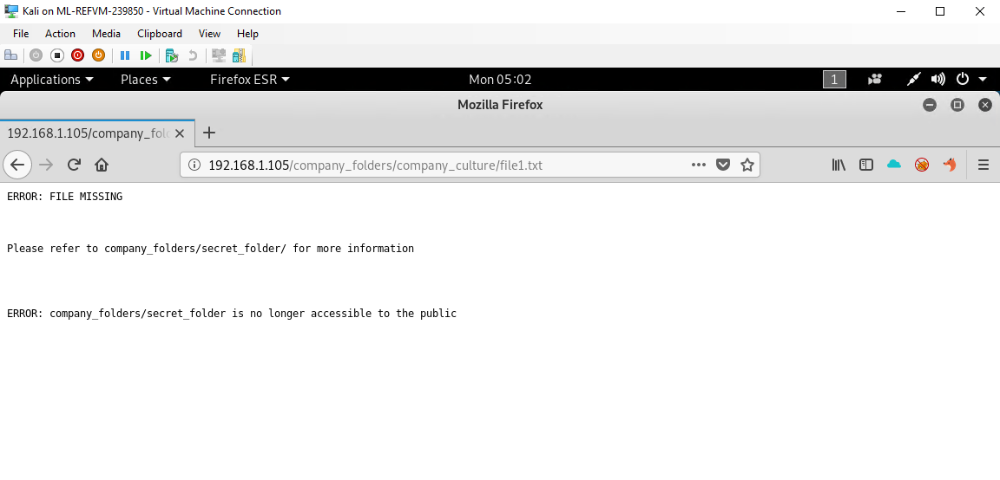 Kali on ML-REFVM-239850 - Virtual Machine Connection
File Action Media Clipboard View Help
Applications Places Firefox ESR Mon 05:02 1
Mozilla Firefox
192.168.1.105/company_fol
192.168.1.105/company_folders/company_culture/file1.txt
ERROR: FILE MISSING
Please refer to company_folders/secret_folder/ for more information
ERROR: company_folders/secret_folder is no longer accessible to the public